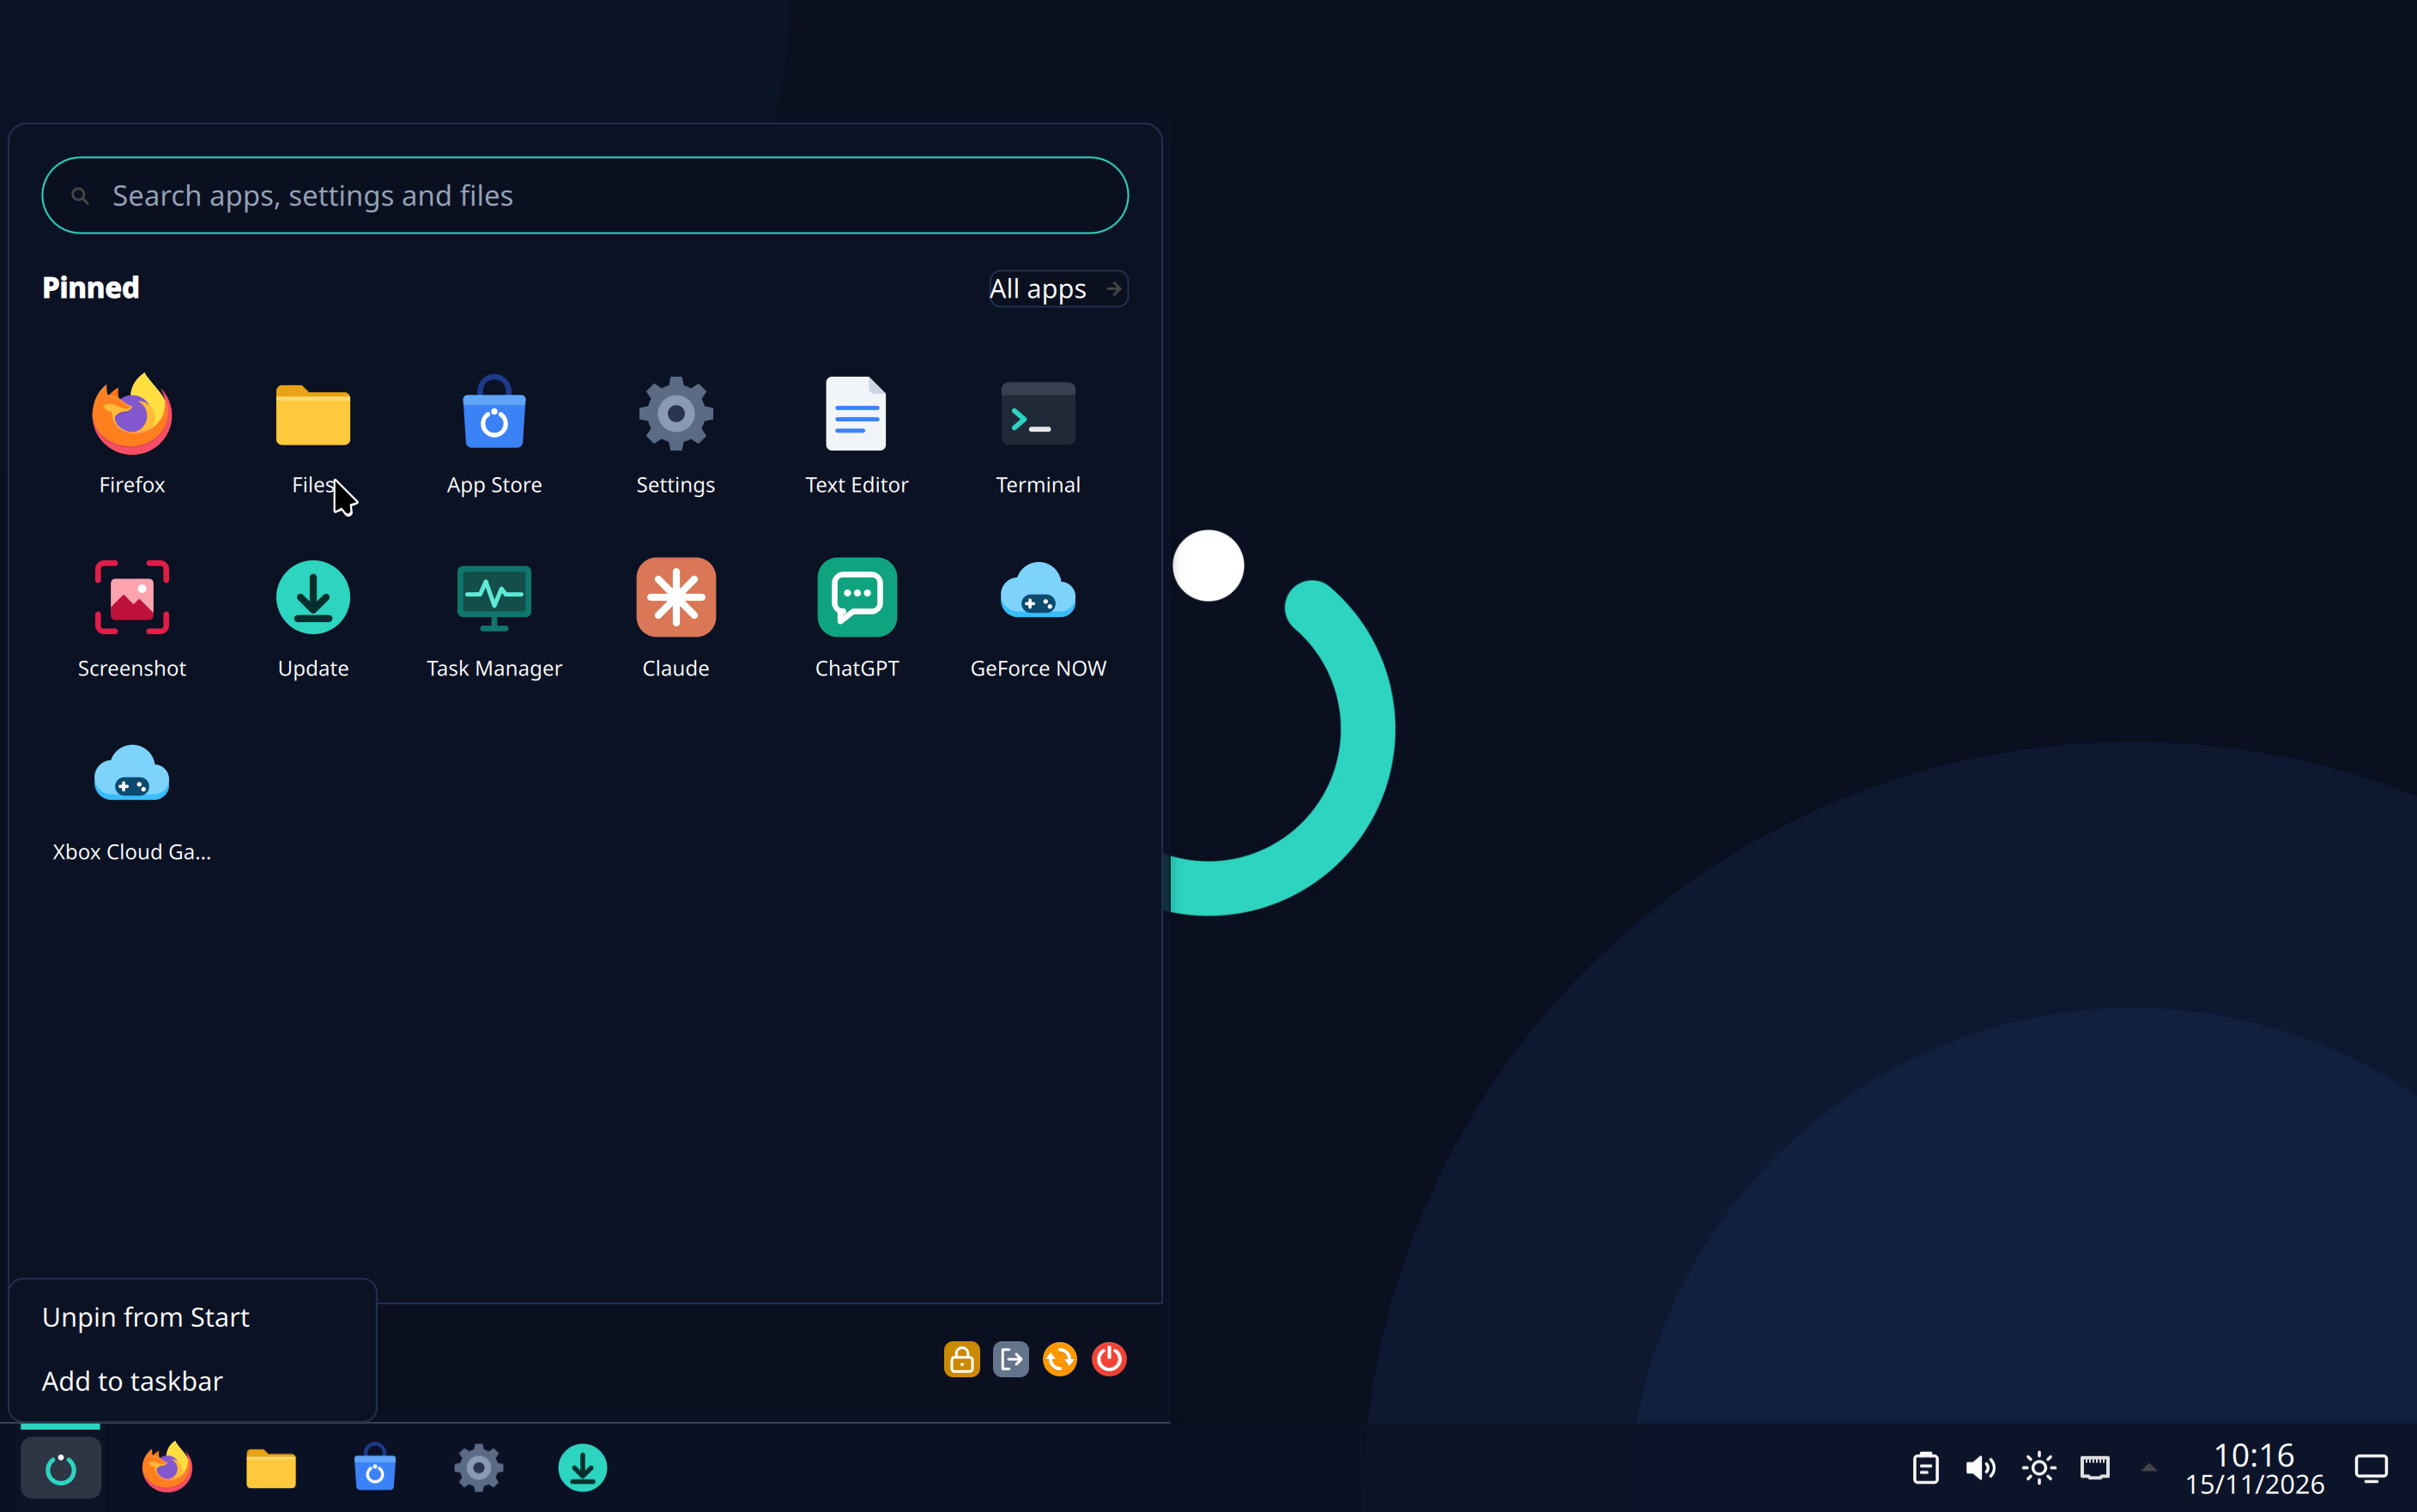 Search apps, settings and files
Pinned
All apps
Firefox
Files
App Store
Settings
Text Editor
Terminal
Screenshot
Update
Task Manager
Claude
ChatGPT
GeForce NOW
Xbox Cloud Ga...
Unpin from Start
Add to taskbar
10:16
15/11/2026